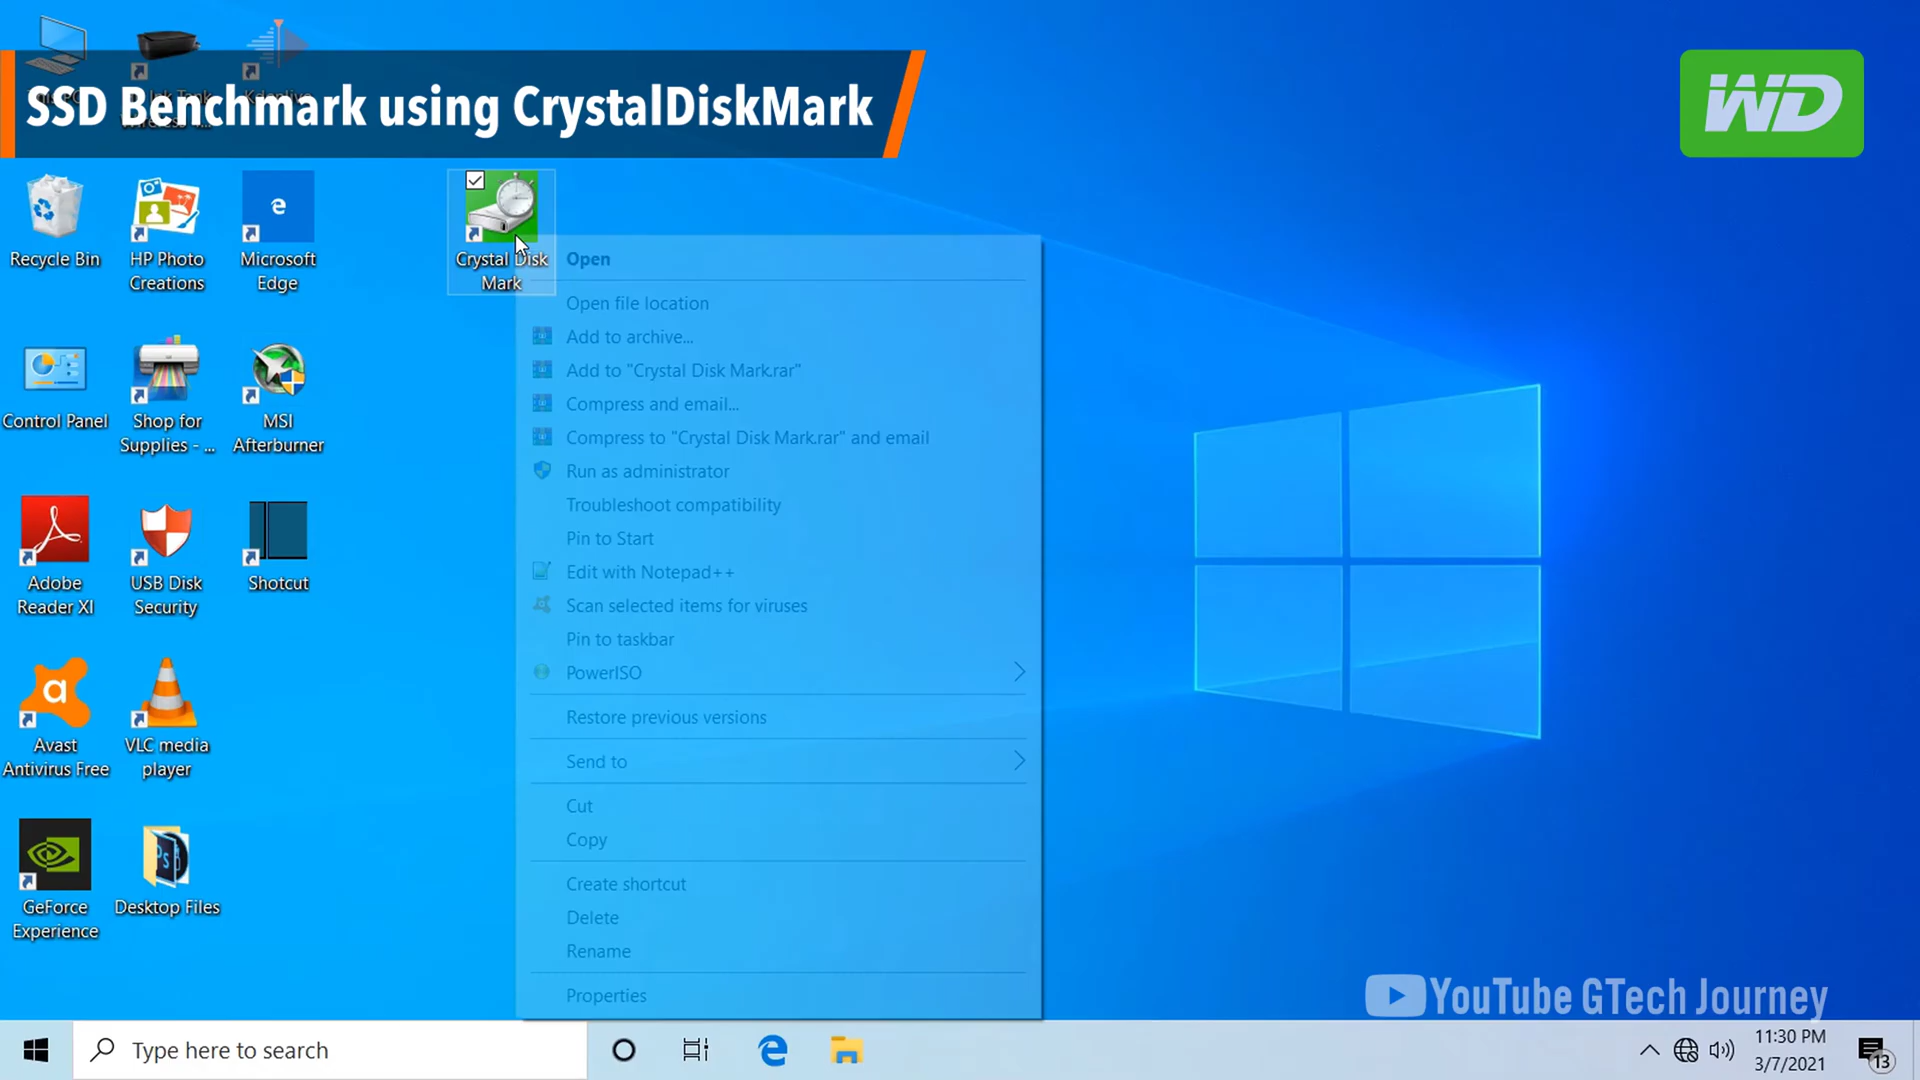 SSD Benchmark using CrystalDiskMark
WD
Recycle Bin
HP Photo
Creations
Microsoft
Edge
Crystal Disk
Mark
Control Panel
Shop for
Supplies - ...
MSI
Afterburner
Adobe
Reader XI
USB Disk
Security
Shotcut
Avast
Antivirus Free
VLC media
player
GeForce
Experience
Desktop Files
Open
Open file location
Add to archive...
Add to "Crystal Disk Mark.rar"
Compress and email...
Compress to "Crystal Disk Mark.rar" and email
Run as administrator
Troubleshoot compatibility
Pin to Start
Edit with Notepad++
Scan selected items for viruses
Pin to taskbar
PowerISO
Restore previous versions
Send to
Cut
Copy
Create shortcut
Delete
Rename
Properties
YouTube GTech Journey
Type here to search
11:30 PM
3/7/2021
13